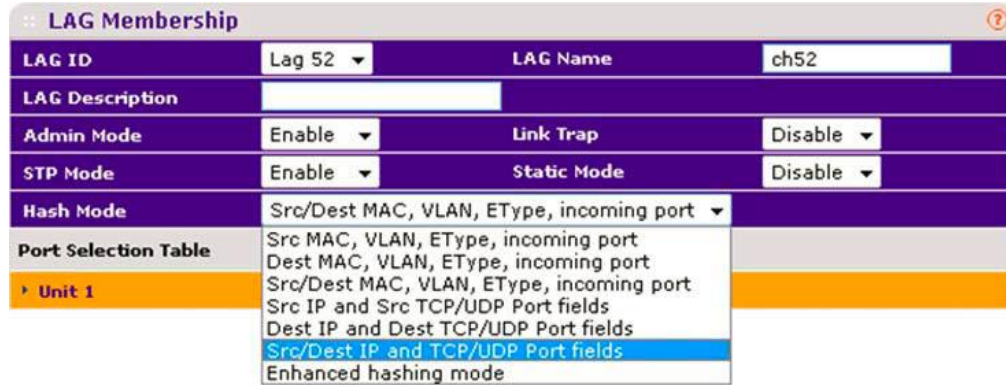 LAG Membership ?
LAG ID Lag 52 LAG Name ch52
LAG Description
Admin Mode Enable Link Trap Disable
STP Mode Enable Static Mode Disable
Hash Mode Src/Dest MAC, VLAN, EType, incoming port
Port Selection Table
Unit 1
Src MAC, VLAN, EType, incoming port
Dest MAC, VLAN, EType, incoming port
Src/Dest MAC, VLAN, EType, incoming port
Src IP and Src TCP/UDP Port fields
Dest IP and Dest TCP/UDP Port fields
Src/Dest IP and TCP/UDP Port fields
Enhanced hashing mode